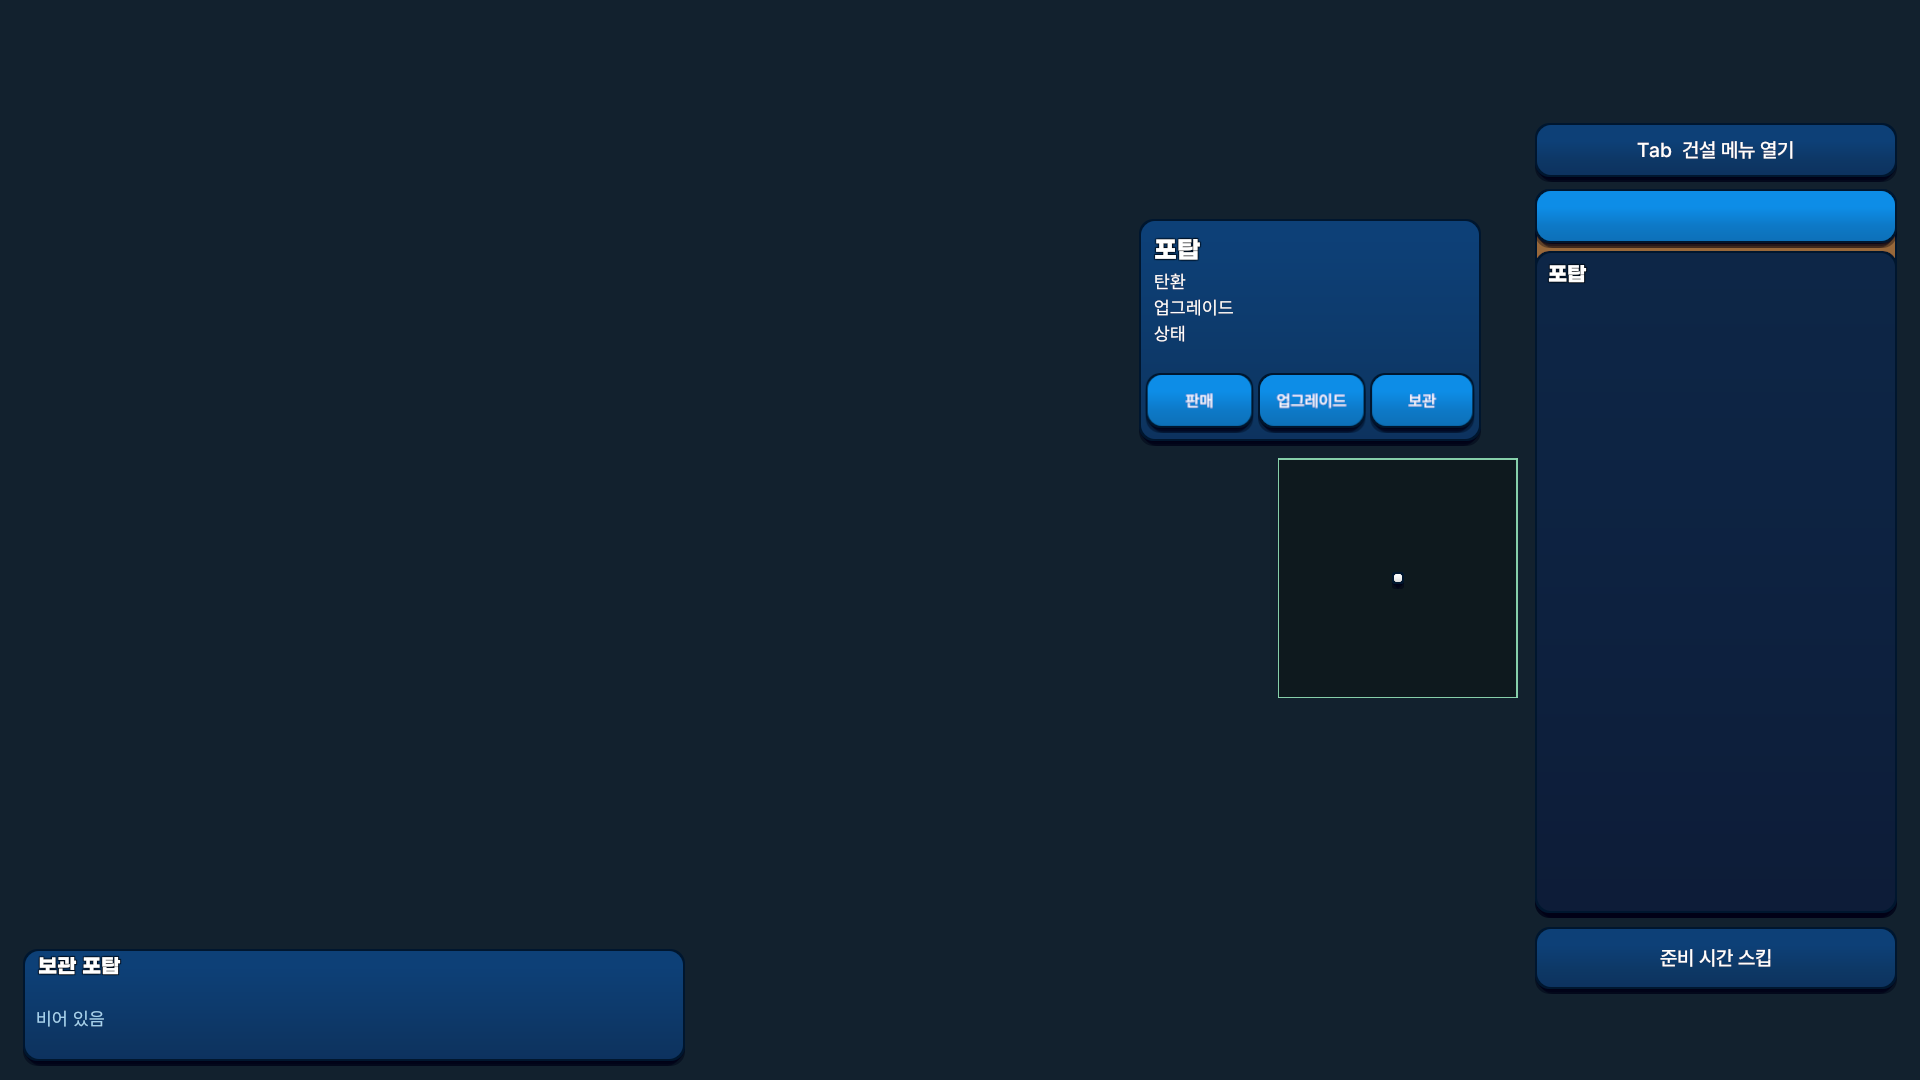 Tab 건설 메뉴 열기
포탑
탄환
업그레이드
상태
판매 업그레이드 보관
포탑
준비 시간 스킵
보관 포탑
비어 있음